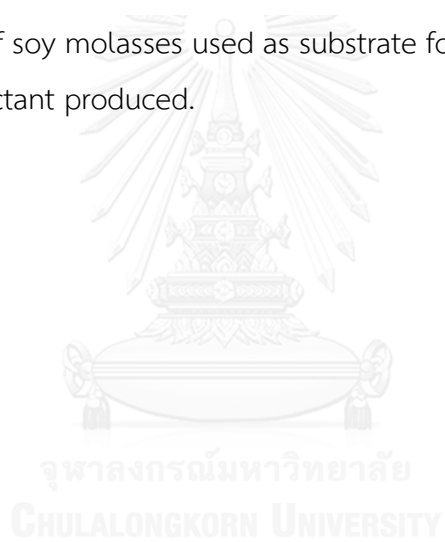 f soy molasses used as substrate fo
ctant produced.
จุฬาลงกรณ์มหาวิทยาลัย
CHULALONGKORN UNIVERSITY